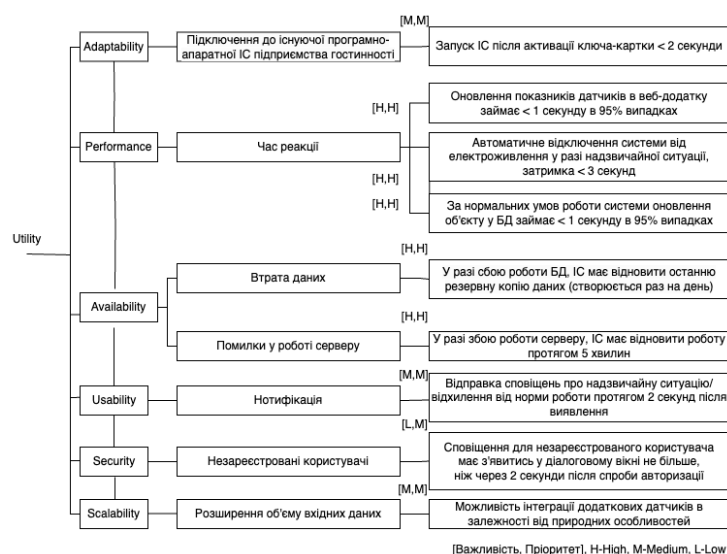 [M,M]
Adaptability
Підключення до існуючої програмно-
апаратної ІС підприємства гостинності
Запуск ІС після активації ключа-картки < 2 секунди
[H,H]
Оновлення показників датчиків в веб-додатку
займає < 1 секунду в 95% випадках
Performance
Час реакції
Автоматичне відключення системи від
електроживлення у разі надзвичайної ситуації,
затримка < 3 секунд
[H,H]
[H,H]
За нормальних умов роботи системи оновлення
об'єкту у БД займає < 1 секунду в 95% випадках
Utility
[H,H]
Availability
Втрата даних
У разі сбою роботи БД, ІС має відновити останню
резервну копію даних (створюється раз на день)
[H,H]
Помилки у роботі серверу
У разі збою роботи серверу, ІС має відновити роботу
протягом 5 хвилин
[M,M]
Usability
Нотифікація
Відправка сповіщень про надзвичайну ситуацію/
відхилення від норми роботи протягом 2 секунд після
виявлення
[L,M]
Security
Незареєстровані користувачі
Сповіщення для незареєстрованого користувача
має з'явитись у діалоговому вікні не більше,
ніж через 2 секунди після спроби авторизації
[M,M]
Scalability
Розширення об'єму вхідних даних
Можливість інтеграції додаткових датчиків в
залежності від природних особливостей
[Важливість, Пріоритет], H-High, M-Medium, L-Low